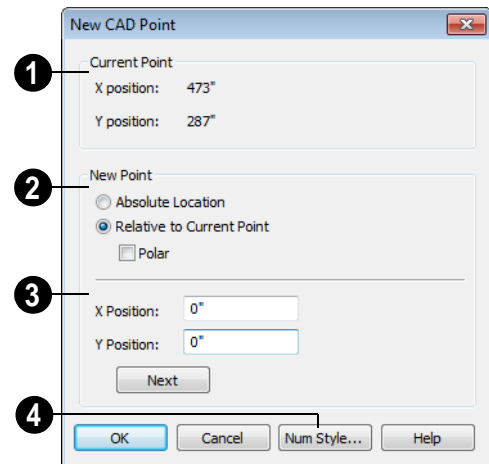 New CAD Point
1
Current Point
X position: 473"
Y position: 287"
2
New Point
Absolute Location
Relative to Current Point
Polar
3
X Position: 0"
Y Position: 0"
Next
4
OK Cancel Num Style... Help